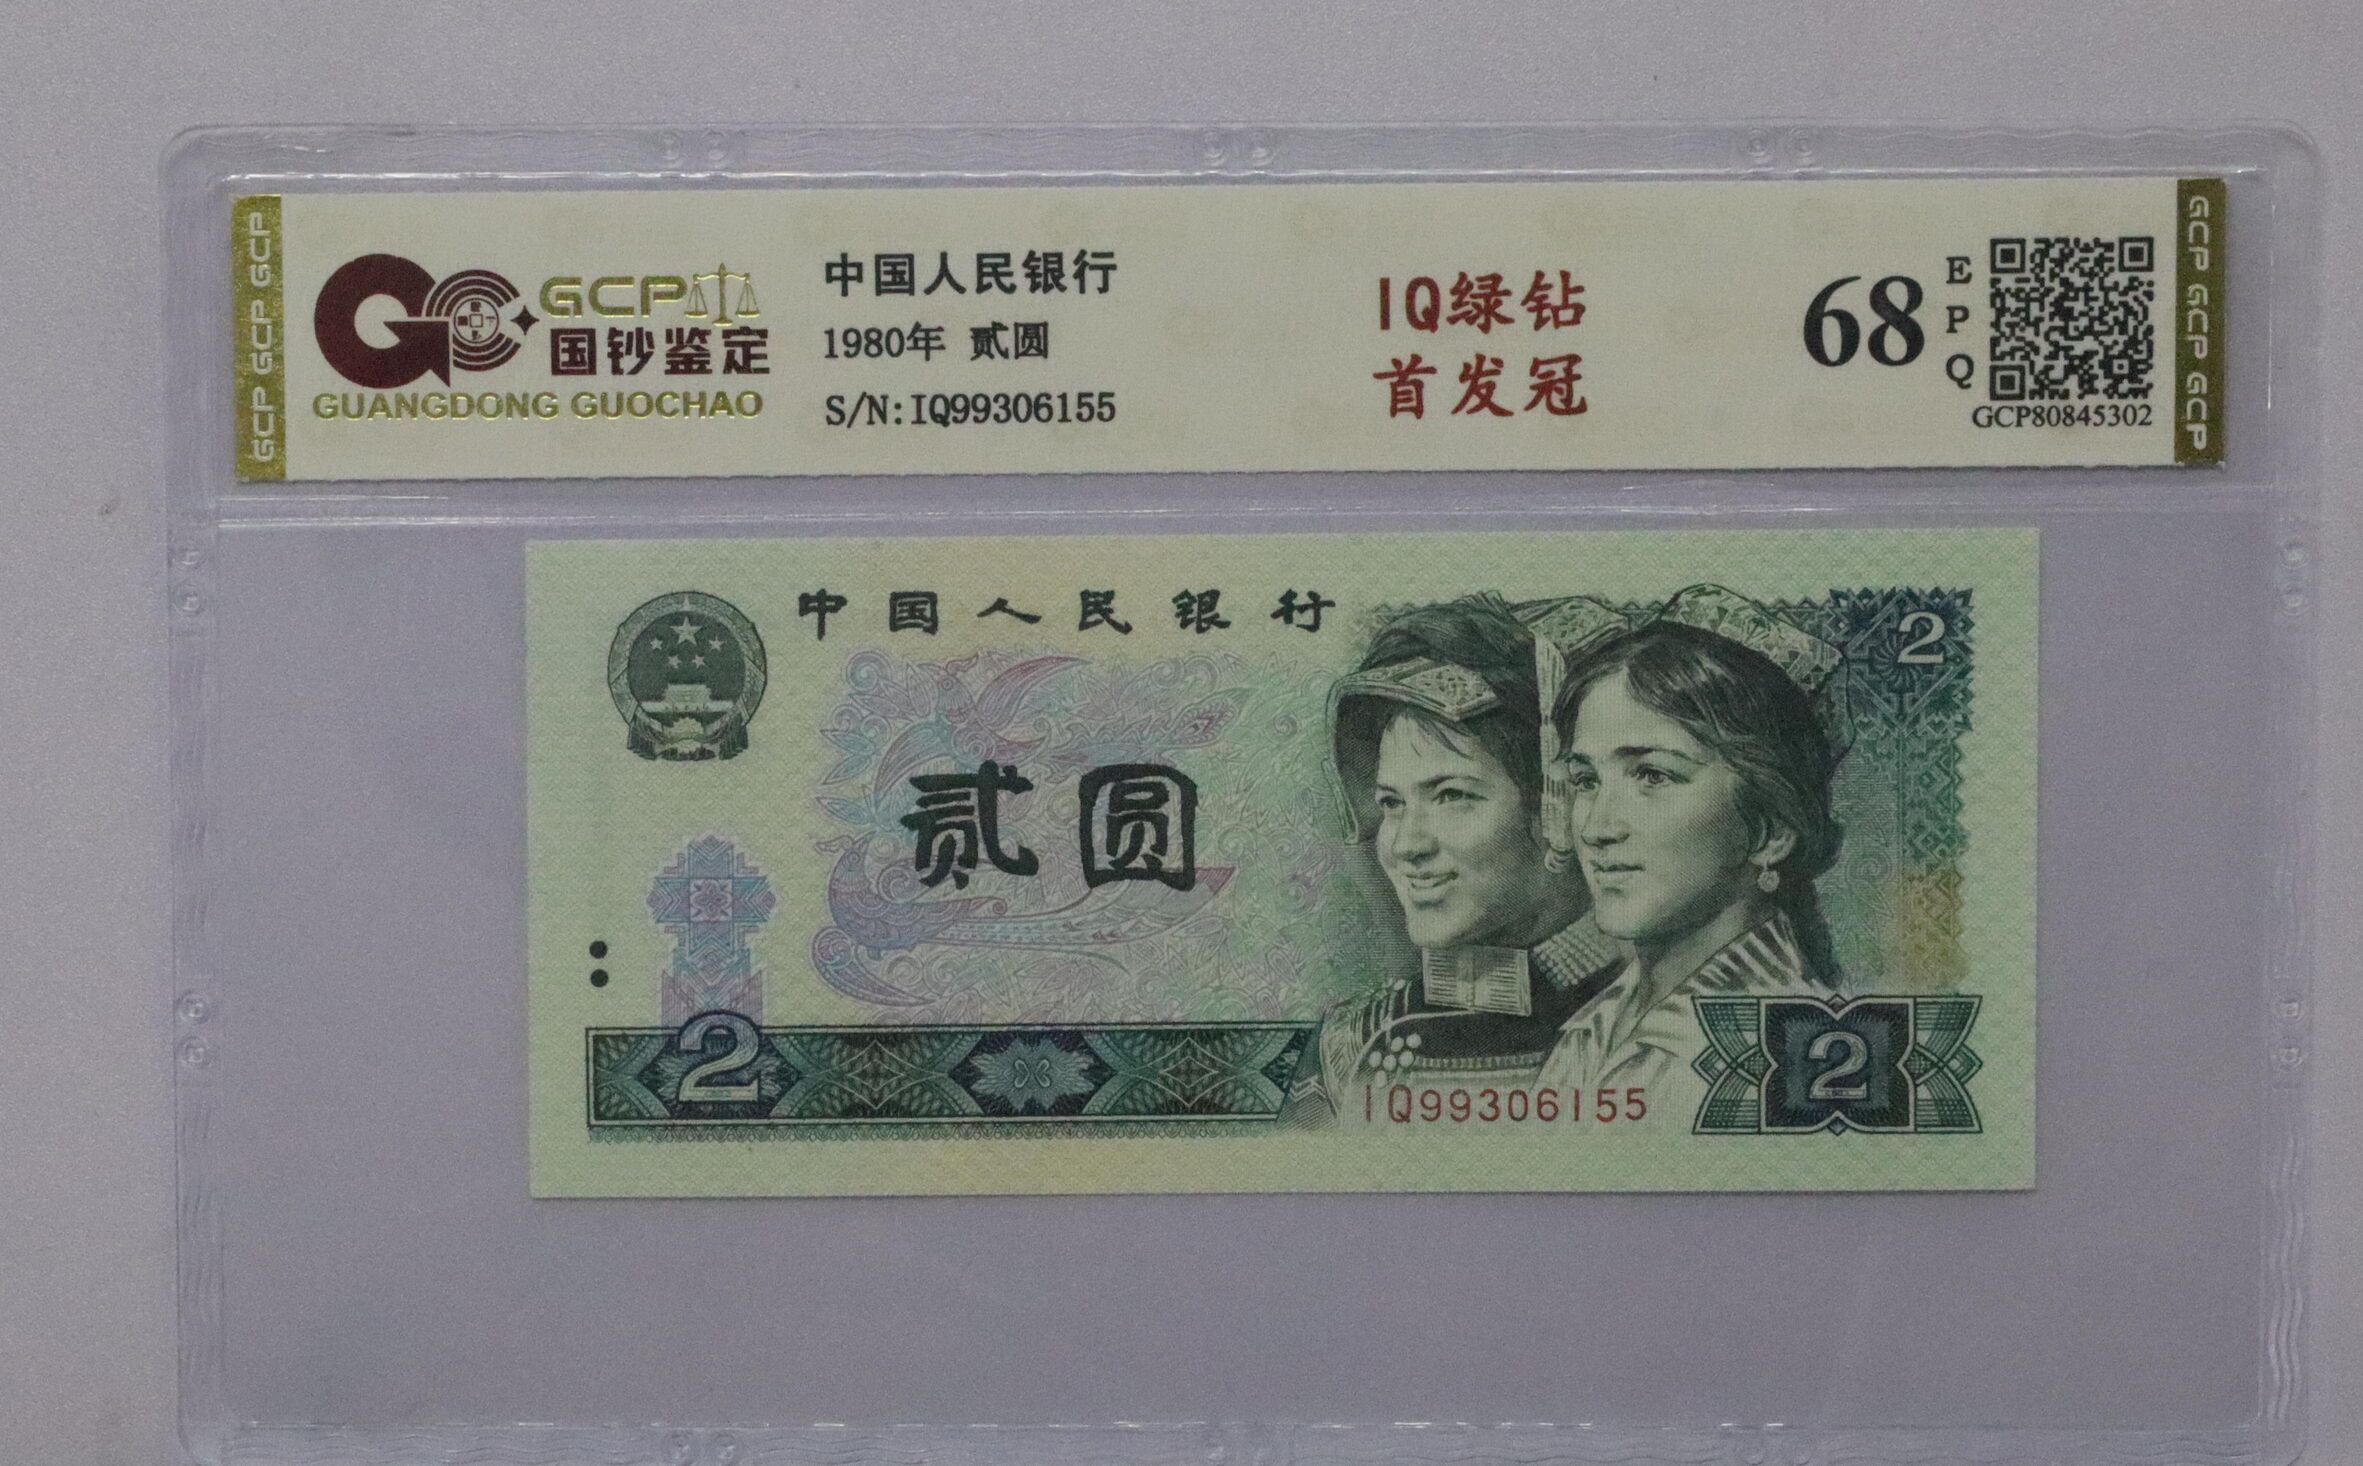 GCP GCP GCP
GCP
国钞鉴定
GUANGDONG GUOCHAO
中国人民银行
1980年 贰圆
S/N:IQ99306155
IQ绿钻
首发冠
68
EPQ
GCP80845302
GCP GCP GCP
中国人民银行
2
贰圆
2
IQ99306155
2